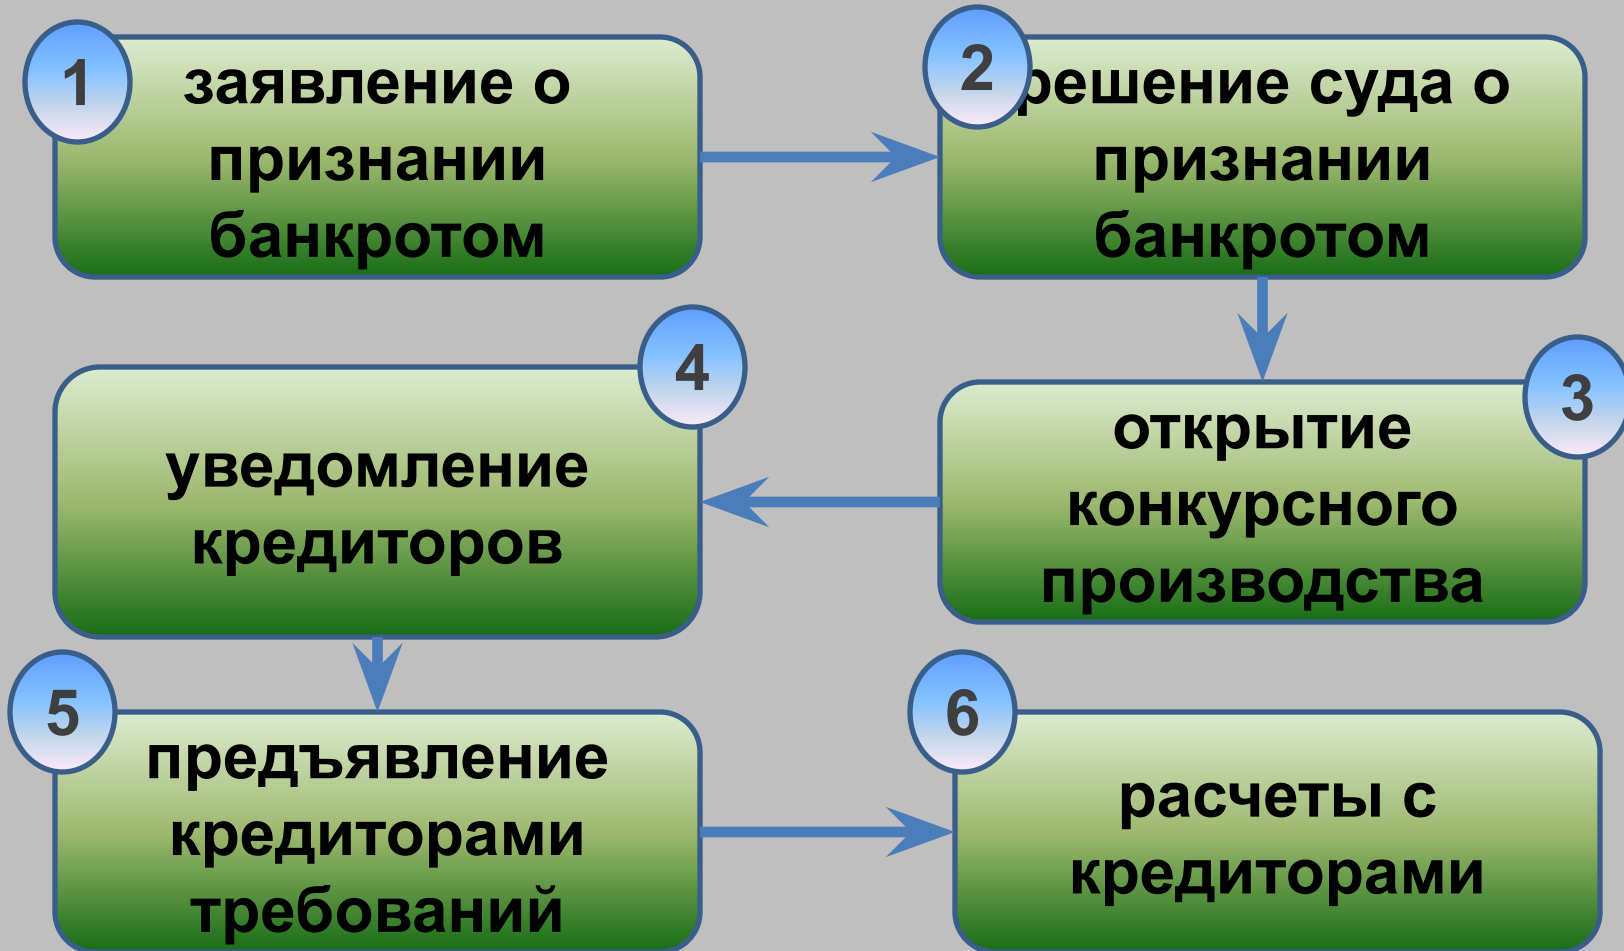 1
заявление о
признании
банкротом
2
решение суда о
признании
банкротом
3
открытие
конкурсного
производства
4
уведомление
кредиторов
5
предъявление
кредиторами
требований
6
расчеты с
кредиторами